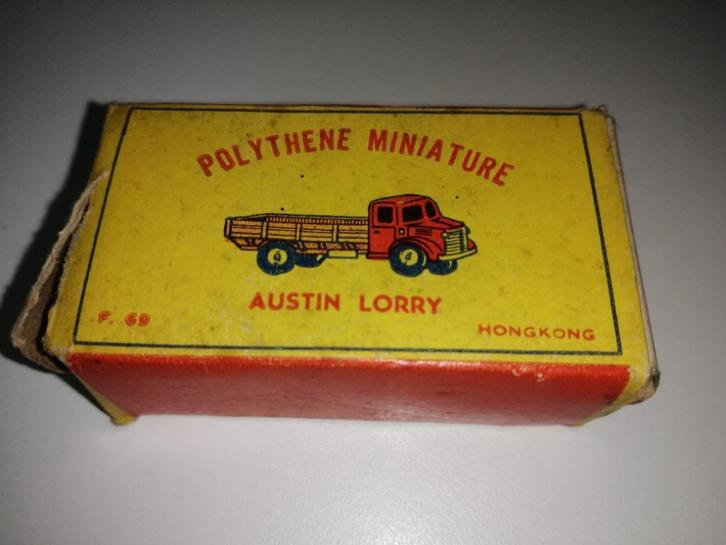 POLYTHENE MINIATURE
AUSTIN LORRY
F. 69
HONGKONG